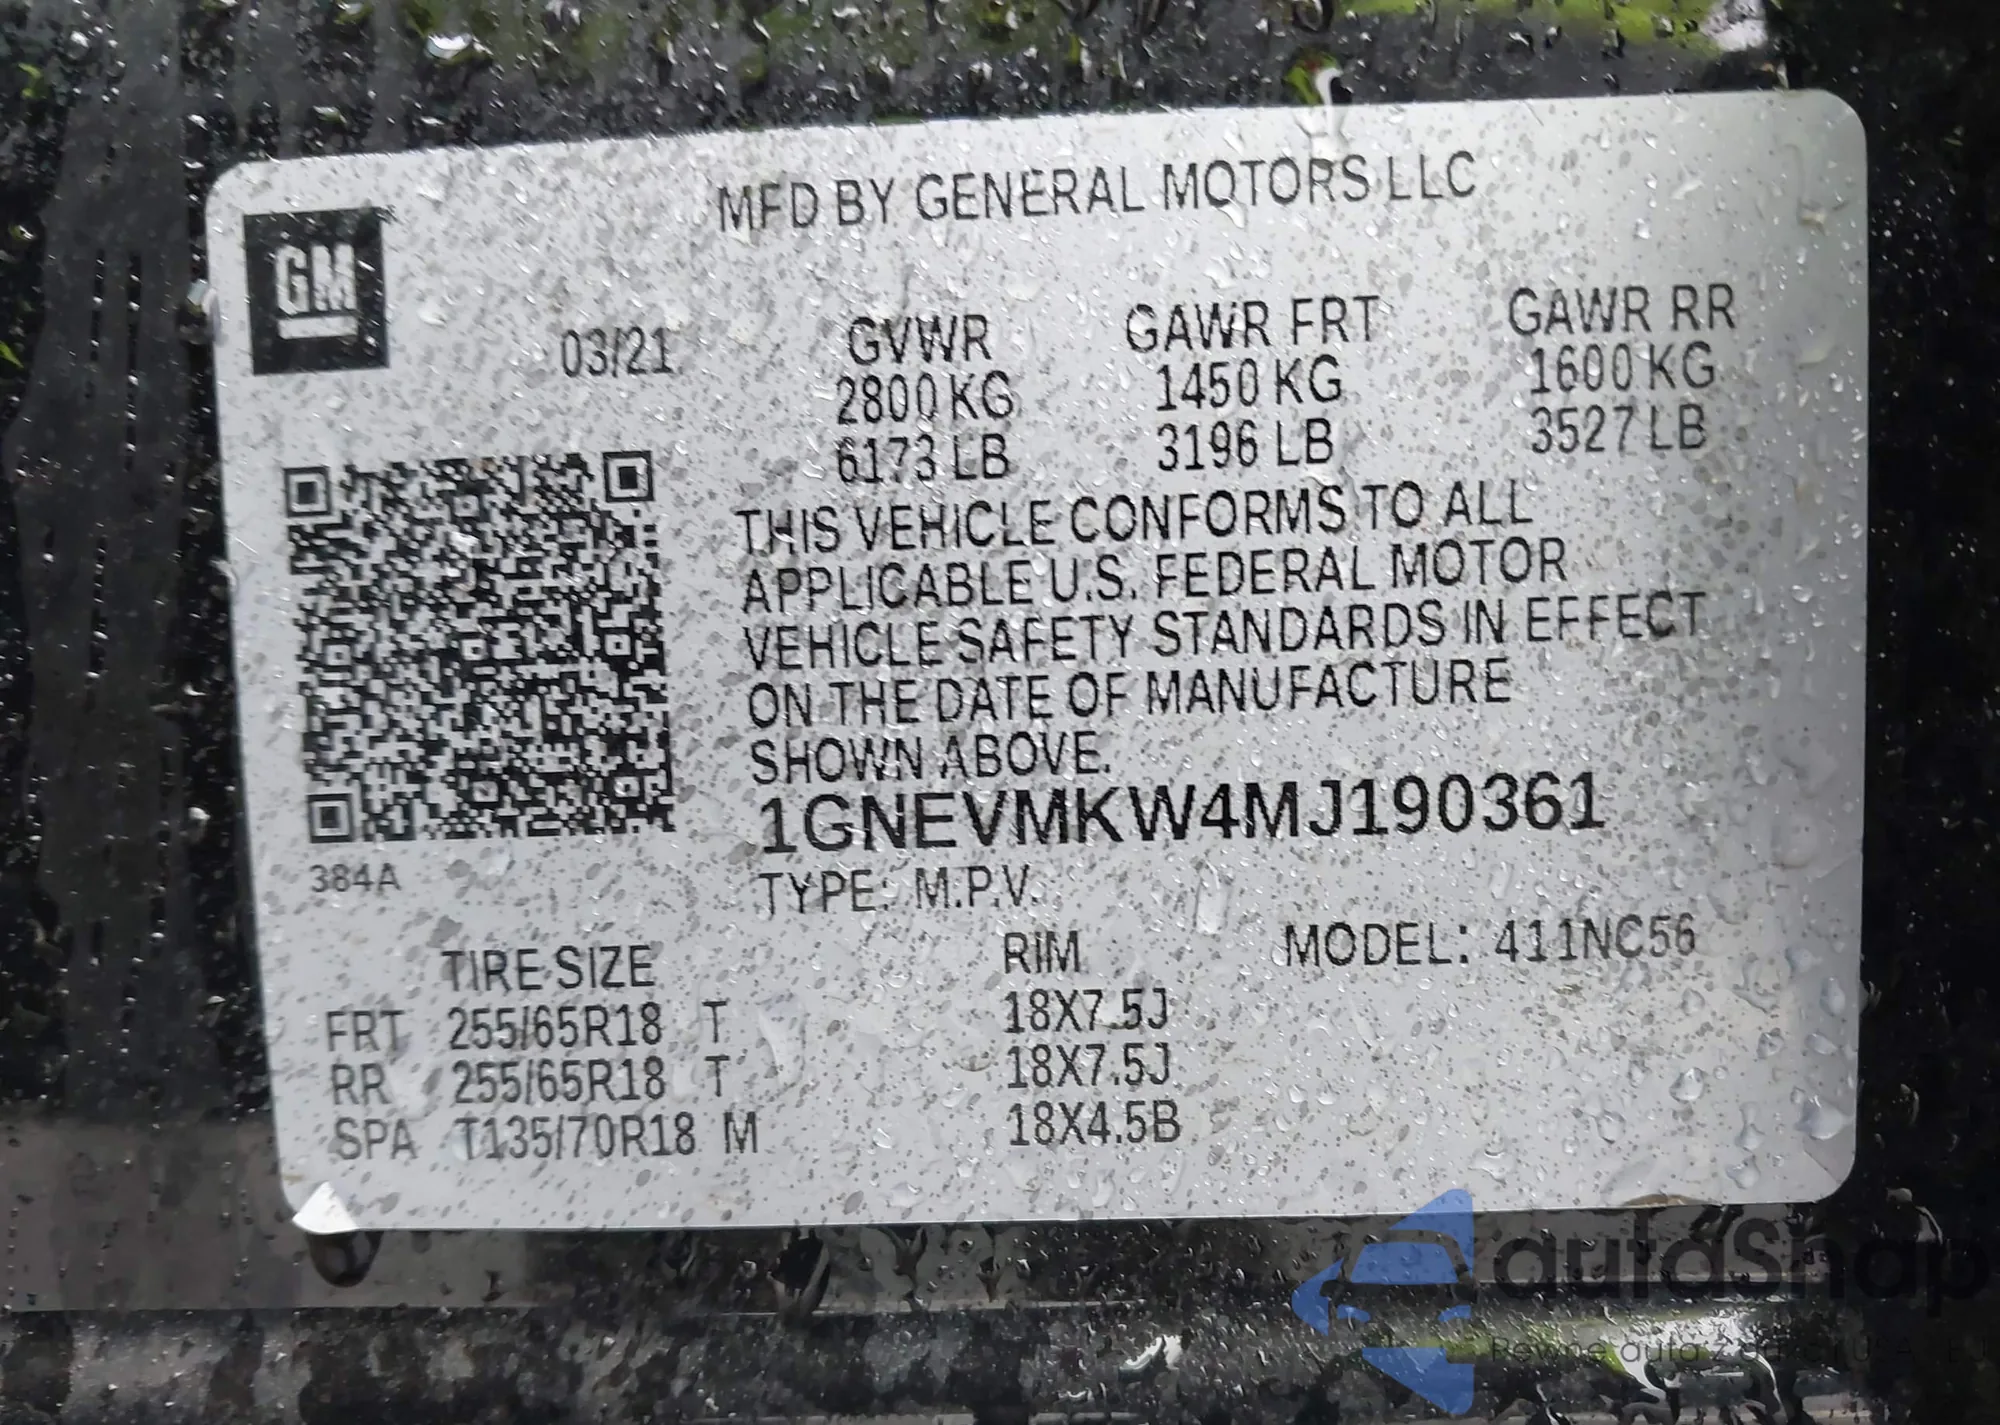 MFD BY GENERAL MOTORS LLC
GM
03/21 GVWR GAWR FRT GAWR RR
2800 KG 1450 KG 1600 KG
6173 LB 3196 LB 3527 LB
THIS VEHICLE CONFORMS TO ALL
APPLICABLE U.S. FEDERAL MOTOR
VEHICLE SAFETY STANDARDS IN EFFECT
ON THE DATE OF MANUFACTURE
SHOWN ABOVE.
1GNEVMKW4MJ190361
384A
TYPE: M.P.V.
TIRE SIZE RIM MODEL: 411NC56
FRT 255/65R18 T 18X7.5J
RR 255/65R18 T 18X7.5J
SPA T135/70R18 M 18X4.5B
autaSnap
Pewne auta z